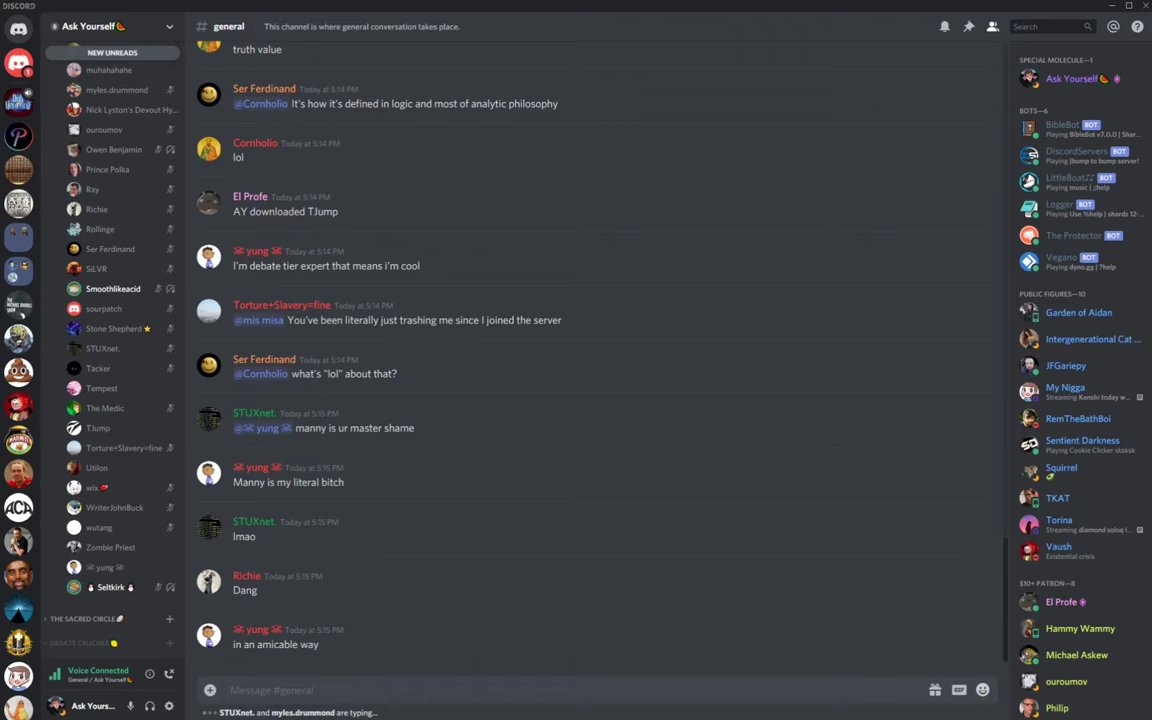 DISCORD
Ask Yourself🍉
NEW UNREADS
muhahahahe
myles.drummond
Nick Lyston's Devout Hy...
ouroumov
Owen Benjamin
Prince Polka
Ray
Richie
Rollinge
Ser Ferdinand
SiLVR
Smoothlikeacid
sourpatch
Stone Shepherd⭐
STUXnet.
Tacker
Tempest
The Medic
TJump
Torture+Slavery=fine
Utilon
wix
WriterJohnBuck
wutang
Zombie Priest
yung
Seltkirk
THE SACRED CIRCLE🥥
DEBATE CRUCIBLE🍋
Voice Connected
General / Ask Yourself🍉
Ask Yours...
1
ACA
# general
This channel is where general conversation takes place.
Search
truth value
Ser Ferdinand Today at 5:14 PM
@Cornholio It's how it's defined in logic and most of analytic philosophy
Cornholio Today at 5:14 PM
lol
El Profe Today at 5:14 PM
AY downloaded TJump
yung Today at 5:14 PM
I'm debate tier expert that means i'm cool
Torture+Slavery=fine Today at 5:14 PM
@mis misa You've been literally just trashing me since I joined the server
Ser Ferdinand Today at 5:14 PM
@Cornholio what's "lol" about that?
STUXnet. Today at 5:15 PM
@ yung manny is ur master shame
yung Today at 5:15 PM
Manny is my literal bitch
STUXnet. Today at 5:15 PM
lmao
Richie Today at 5:15 PM
Dang
yung Today at 5:15 PM
in an amicable way
Message #general
GIF
STUXnet. and myles.drummond are typing...
SPECIAL MOLECULE—1
Ask Yourself🍉
BOTS—6
BibleBot BOT
Playing BibleBot v7.0.0 | Shar...
DiscordServers BOT
Playing !bump to bump server!
LittleBoat🎶 BOT
Playing music | ;;help
Logger BOT
Playing Use %help | shards 12-...
The Protector BOT
Vegano BOT
Playing dyno.gg | ?help
PUBLIC FIGURES—10
Garden of Aidan
Intergenerational Cat ...
JFGariepy
My Nigga
Streaming Kenshi today w...
RemTheBathBoi
Sentient Darkness
Playing Cookie Clicker sksksk
Squirrel
🥑
TKAT
Torina
Streaming diamond soloq l...
Vaush
Existential crisis
$10+ PATRON—8
El Profe
Hammy Wammy
Michael Askew
ouroumov
Philip